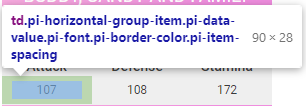 td.pi-horizontal-group-item.pi-data-
value.pi-font.pi-border-color.pi-item-
spacing
90 × 28
Attack Defense Stamina
107 108 172